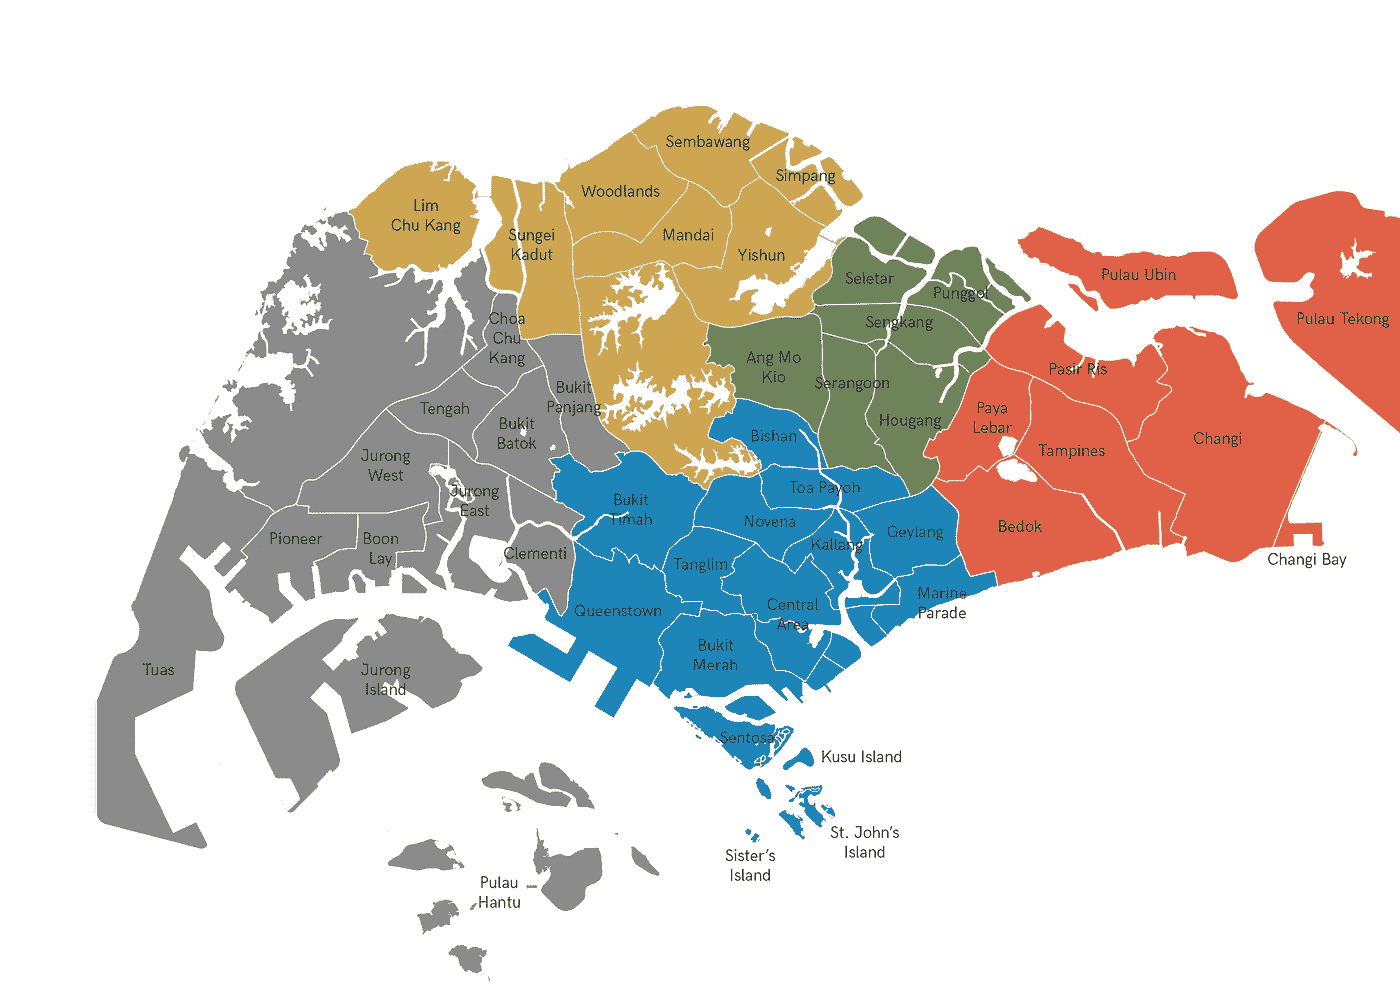 Sembawang
Simpang
Woodlands
Lim
Chu Kang
Sungei
Kadut
Mandai
Yishun
Seletar
Punggol
Sengkang
Pulau Ubin
Pulau Tekong
Choa
Chu
Kang
Ang Mo
Kio
Serangoon
Pasir Ris
Bukit
Panjang
Tengah
Bukit
Batok
Hougang
Paya
Lebar
Bishan
Changi
Tampines
Jurong
West
Jurong
East
Toa Payoh
Bukit
Timah
Novena
Bedok
Geylang
Pioneer
Boon
Lay
Kallang
Clementi
Tanglim
Changi Bay
Marine
Parade
Queenstown
Central
Area
Bukit
Merah
Tuas
Jurong
Island
Sentosa
Kusu Island
St. John's
Island
Sister's
Island
Pulau
Hantu